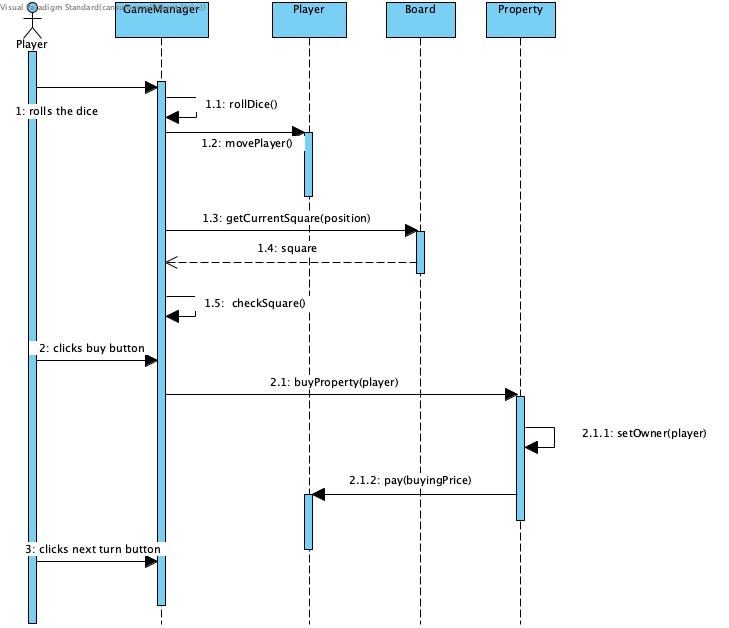 Visual Paradigm Standard(can
GameManager
Player
Board
Property
Player
1: rolls the dice
1.1: rollDice()
1.2: movePlayer()
1.3: getCurrentSquare(position)
1.4: square
1.5: checkSquare()
2: clicks buy button
2.1: buyProperty(player)
2.1.1: setOwner(player)
2.1.2: pay(buyingPrice)
3: clicks next turn button